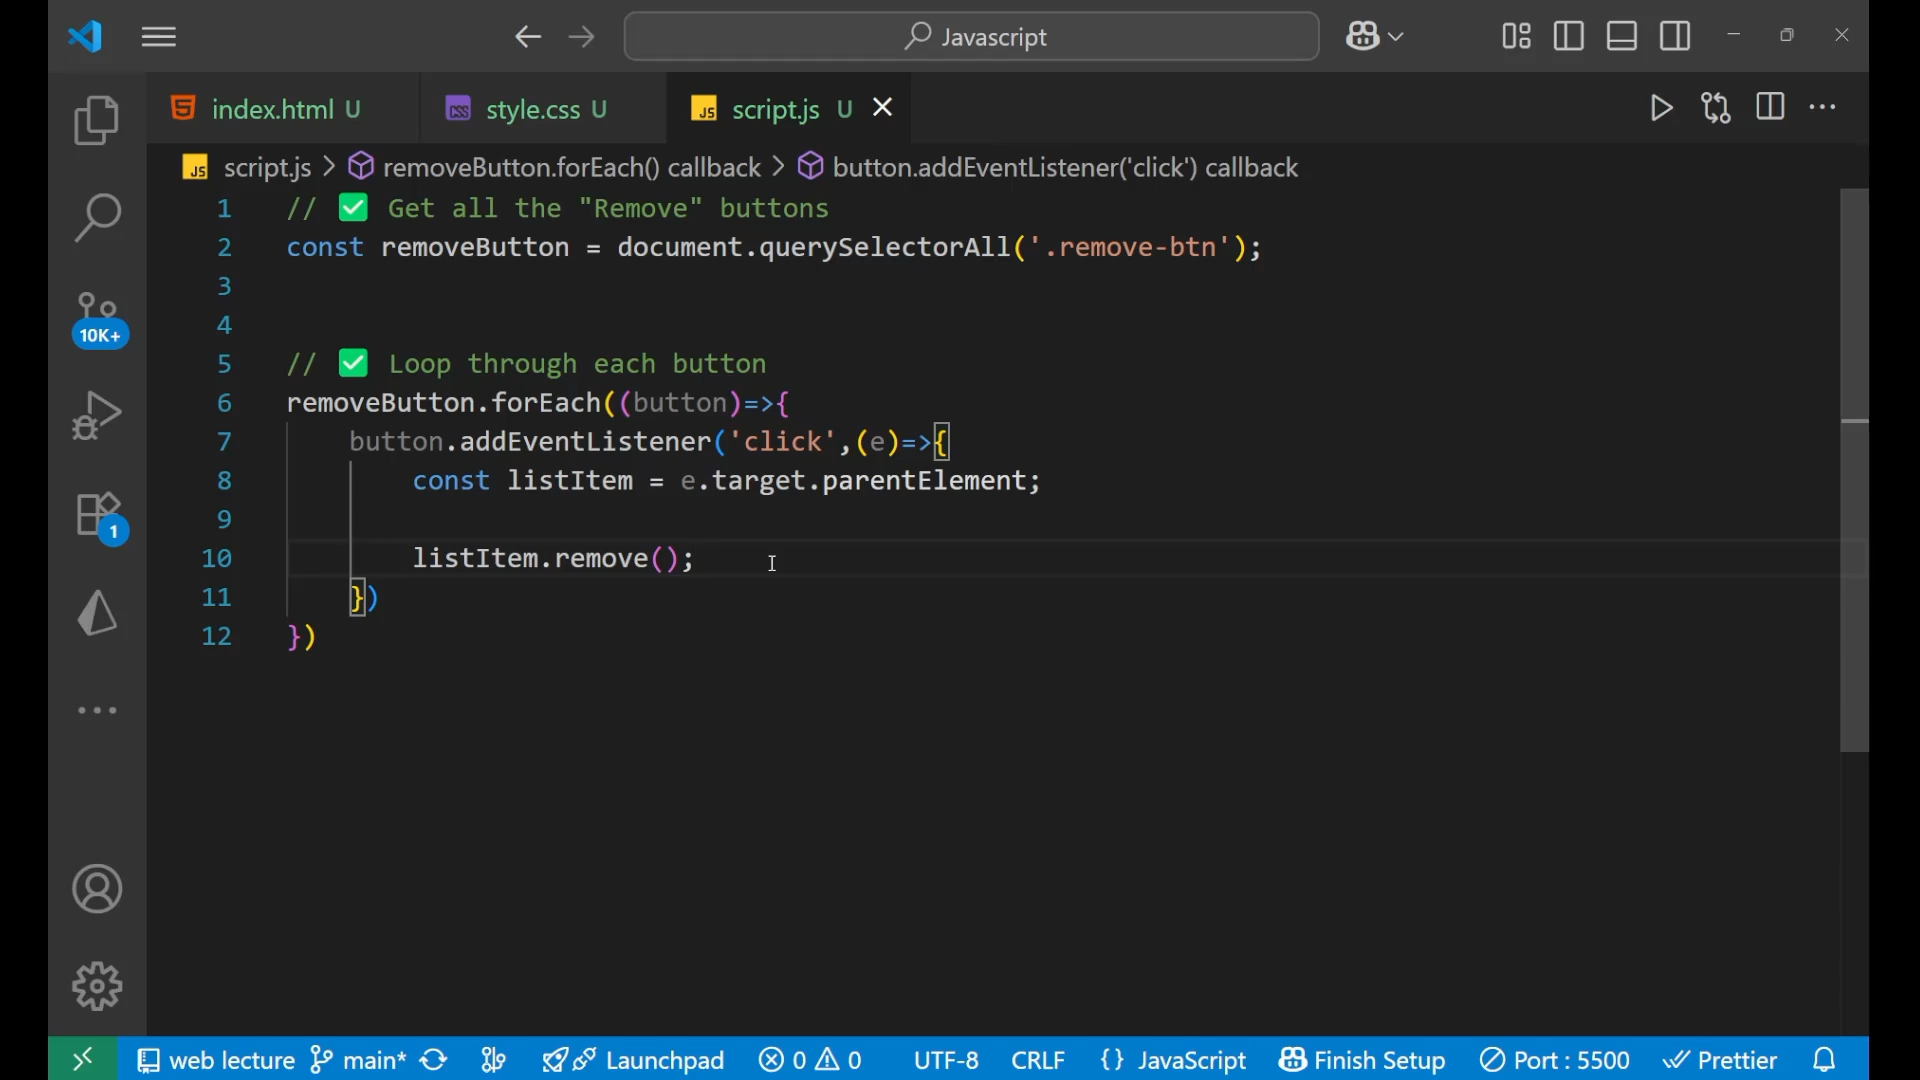 Javascript
index.html U
style.css U
script.js U
script.js > removeButton.forEach() callback > button.addEventListener('click') callback
1 // ✅ Get all the "Remove" buttons
2 const removeButton = document.querySelectorAll('.remove-btn');
3
4
5 // ✅ Loop through each button
6 removeButton.forEach((button)=>{
7 button.addEventListener('click',(e)=>{
8 const listItem = e.target.parentElement;
9
10 listItem.remove();
11 })
12 })
10K+
1
web lecture main* Launchpad 0 0 UTF-8 CRLF {} JavaScript Finish Setup Port : 5500 Prettier